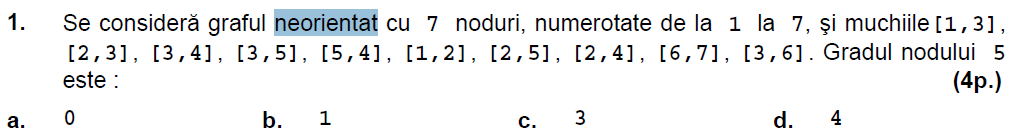 1. Se consideră graful neorientat cu 7 noduri, numerotate de la 1 la 7, şi muchiile[1,3],
[2,3], [3,4], [3,5], [5,4], [1,2], [2,5], [2,4], [6,7], [3,6]. Gradul nodului 5
este : (4p.)
a. 0 b. 1 c. 3 d. 4